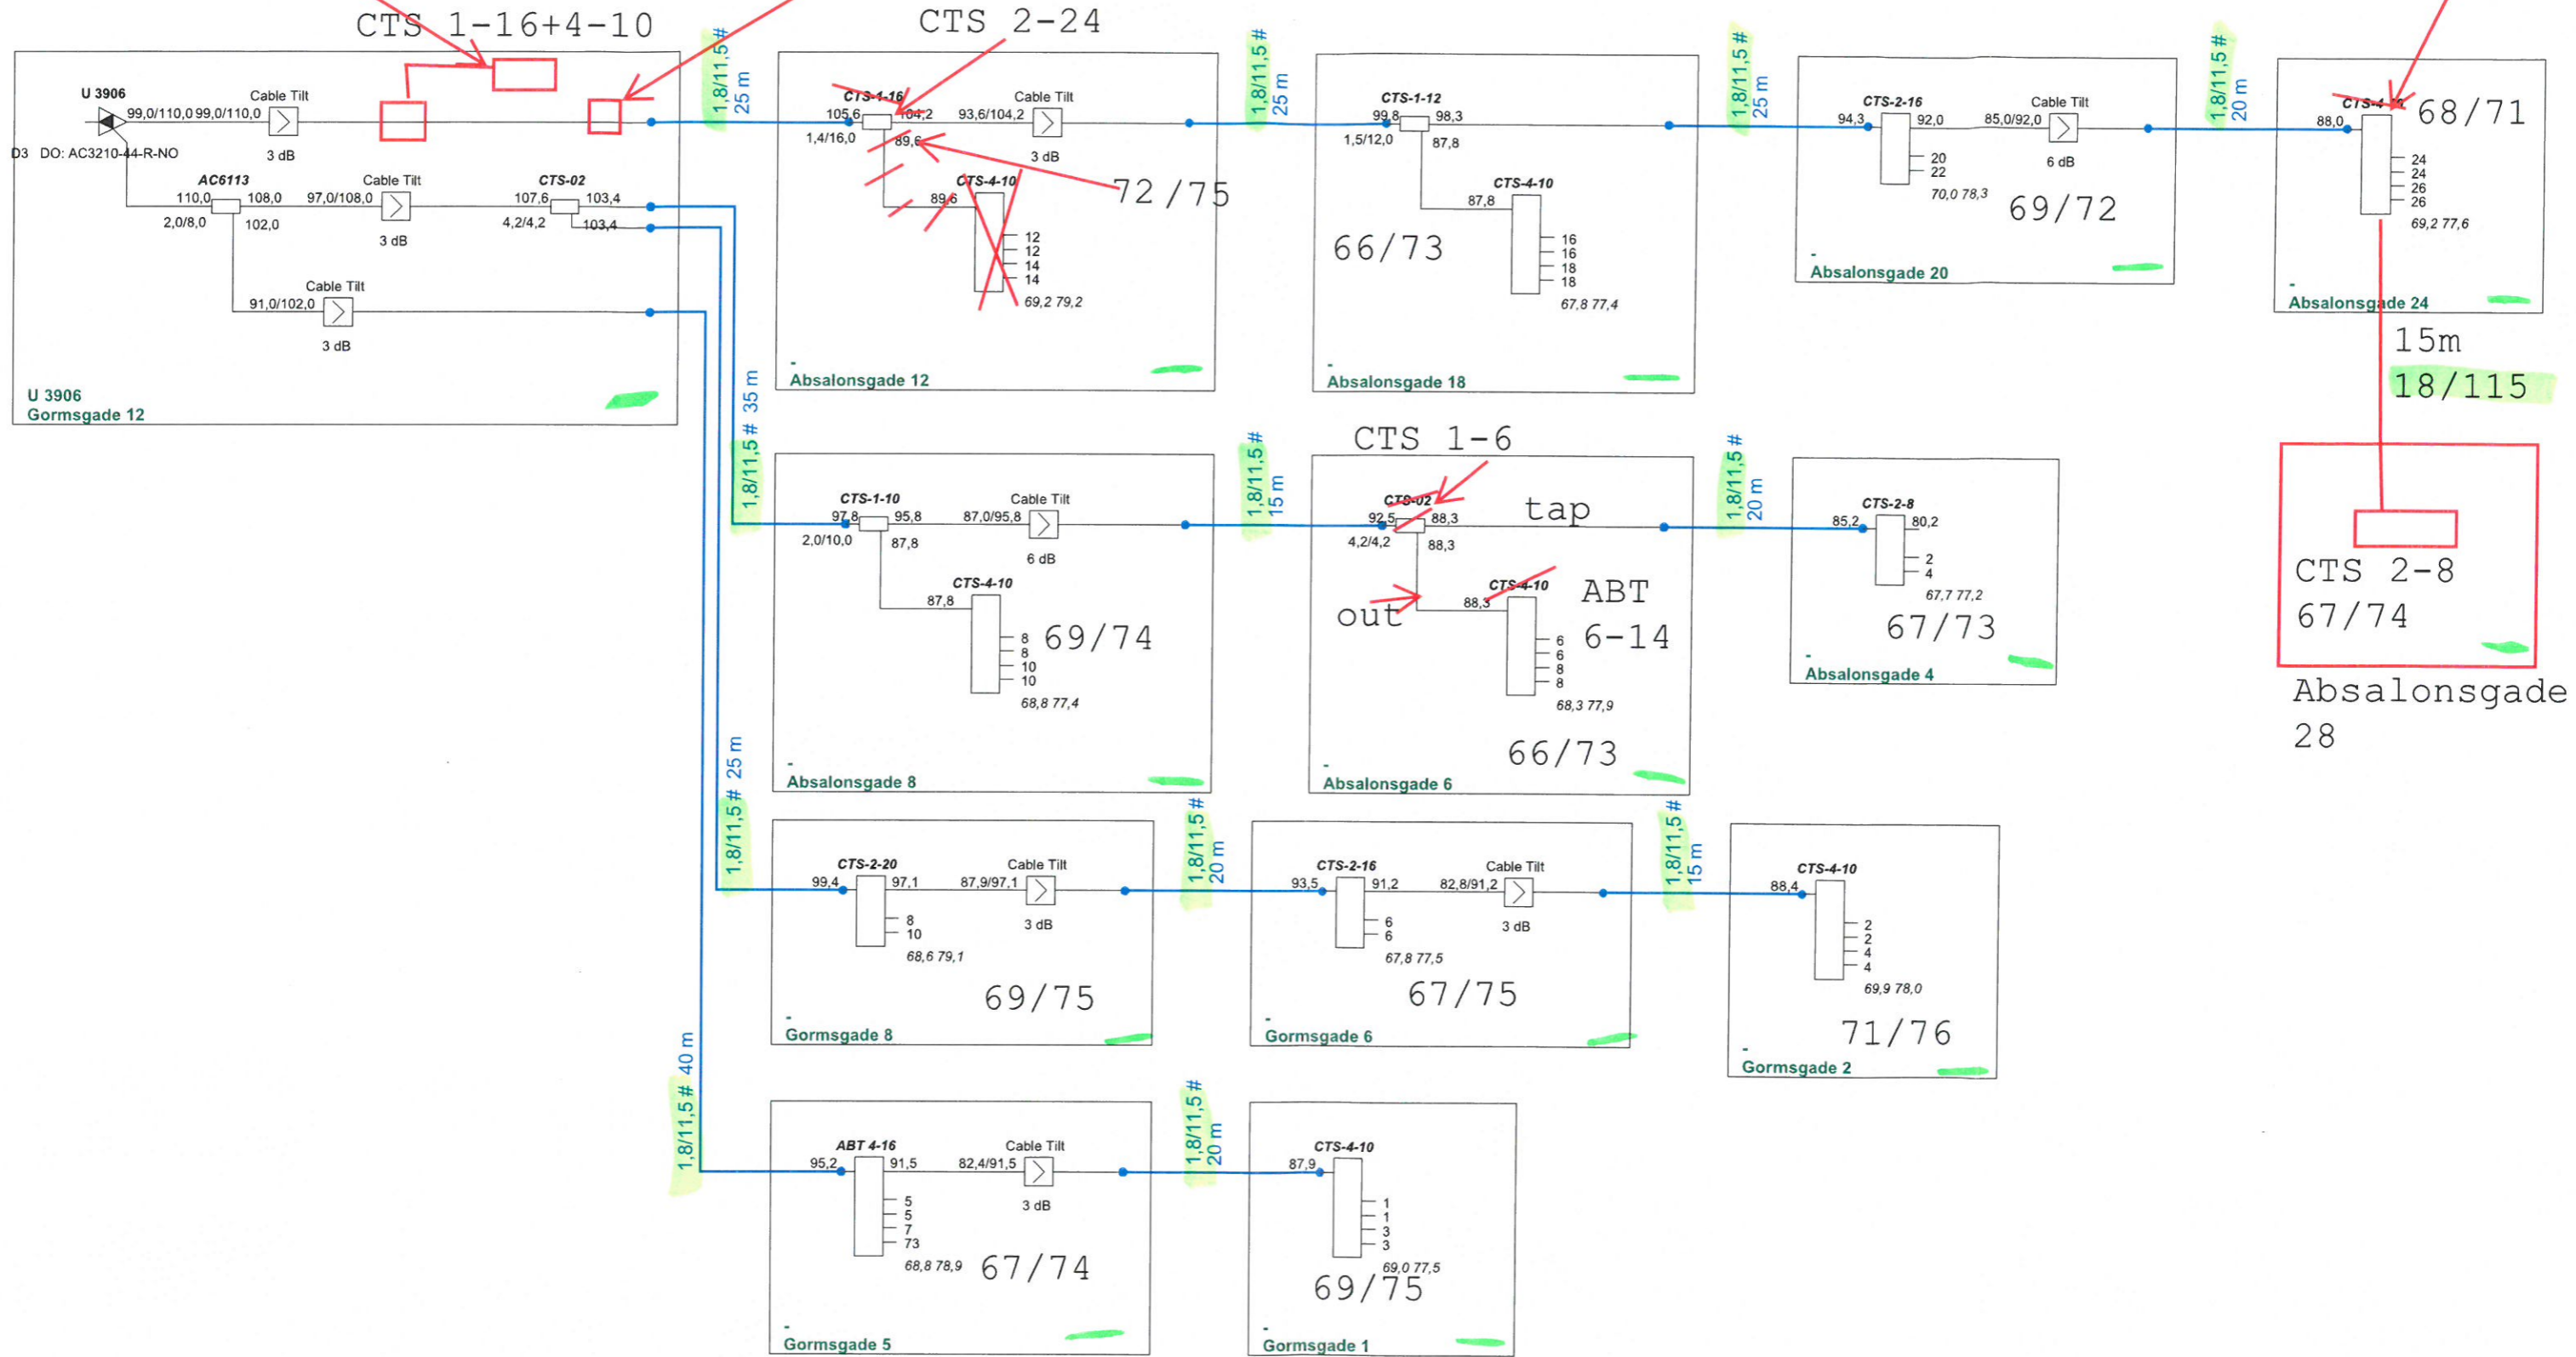 CTS 1-16+4-10
U 3906
99,0/110,0 99,0/110,0
Cable Tilt
3 dB
D3 DO: AC3210-44-R-NO
AC6113
110,0 108,0
2,0/8,0 102,0
97,0/108,0
Cable Tilt
3 dB
CTS-02
107,6 103,4
4,2/4,2 103,4
91,0/102,0
Cable Tilt
3 dB
U 3906
Gormsgade 12
1,8/11,5 #
25 m
CTS 2-24
CTS-1-16
105,6 104,2
1,4/16,0 89,6
93,6/104,2
Cable Tilt
3 dB
72 /75
CTS-4-10
89,6
12
12
14
14
69,2 79,2
-
Absalonsgade 12
1,8/11,5 #
25 m
CTS-1-12
99,8 98,3
1,5/12,0 87,8
CTS-4-10
87,8
66/73
16
16
18
18
67,8 77,4
-
Absalonsgade 18
1,8/11,5 #
25 m
CTS-2-16
94,3 92,0
85,0/92,0
Cable Tilt
6 dB
20
22
70,0 78,3
69/72
-
Absalonsgade 20
1,8/11,5 #
20 m
88,0
68/71
24
24
26
26
69,2 77,6
-
Absalonsgade 24
15m
18/115
CTS 2-8
67/74
Absalonsgade
28
1,8/11,5 # 35 m
CTS-1-10
97,8 95,8
2,0/10,0 87,8
87,0/95,8
Cable Tilt
6 dB
CTS-4-10
87,8
8
8
10
10
69/74
68,8 77,4
-
Absalonsgade 8
1,8/11,5 #
15 m
CTS 1-6
CTS-02
92,5 88,3
4,2/4,2 88,3
tap
out
CTS-4-10
88,3
ABT
6-14
6
6
8
8
68,3 77,9
66/73
-
Absalonsgade 6
1,8/11,5 #
20 m
CTS-2-8
85,2 80,2
2
4
67,7 77,2
67/73
-
Absalonsgade 4
1,8/11,5 # 25 m
CTS-2-20
99,4 97,1
87,9/97,1
Cable Tilt
3 dB
8
10
68,6 79,1
69/75
-
Gormsgade 8
1,8/11,5 #
20 m
CTS-2-16
93,5 91,2
82,8/91,2
Cable Tilt
3 dB
6
6
67,8 77,5
67/75
-
Gormsgade 6
1,8/11,5 #
15 m
CTS-4-10
88,4
2
2
4
4
69,9 78,0
71/76
-
Gormsgade 2
1,8/11,5 # 40 m
ABT 4-16
95,2 91,5
82,4/91,5
Cable Tilt
3 dB
5
5
7
73
68,8 78,9
67/74
-
Gormsgade 5
1,8/11,5 #
20 m
CTS-4-10
87,9
1
1
3
3
69,0 77,5
69/75
-
Gormsgade 1